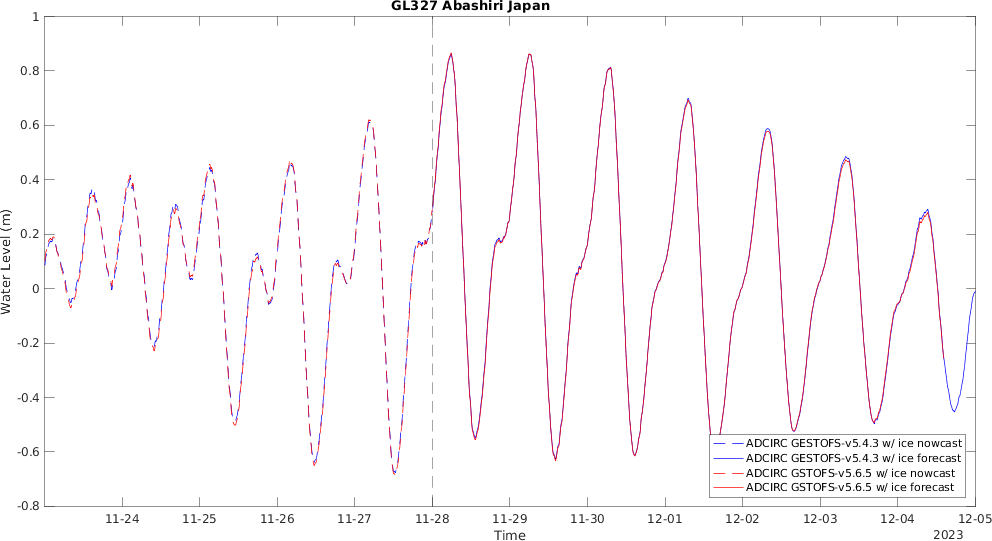 GL327 Abashiri Japan
1
0.8
0.6
0.4
0.2
0
-0.2
-0.4
-0.6
-0.8
Water Level (m)
ADCIRC GESTOFS-v5.4.3 w/ ice nowcast
ADCIRC GESTOFS-v5.4.3 w/ ice forecast
ADCIRC GSTOFS-v5.6.5 w/ ice nowcast
ADCIRC GSTOFS-v5.6.5 w/ ice forecast
11-24 11-25 11-26 11-27 11-28 11-29 11-30 12-01 12-02 12-03 12-04 12-05
Time
2023